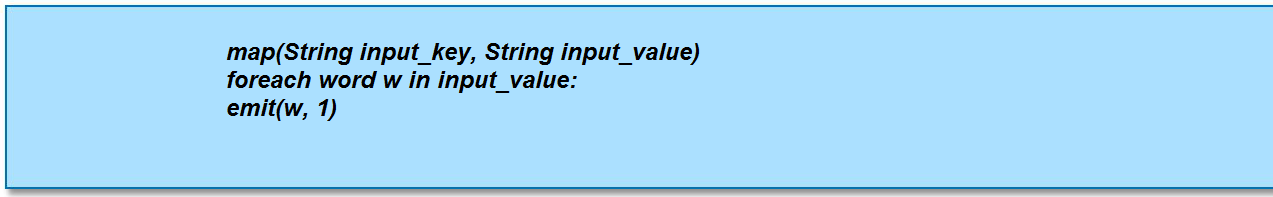 map(String input_key, String input_value)
foreach word w in input_value:
emit(w, 1)